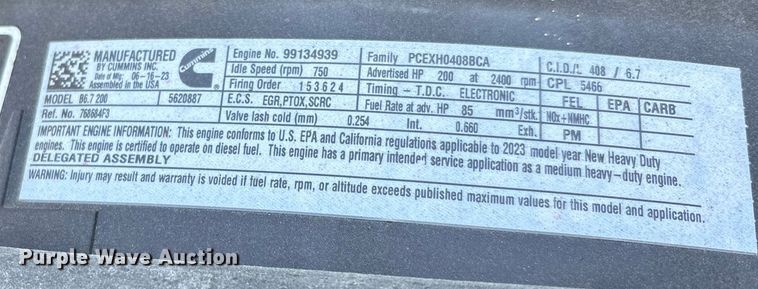 MANUFACTURED
BY CUMMINS INC.
Date of Mfg. 06-16-23
Assembled in the USA
Cummins
Engine No. 99134939
Family PCEXH0408BCA
C.I.D./L 408 / 6.7
Idle Speed (rpm) 750
Advertised HP 200 at 2400 rpm
CPL 5466
Firing Order 153624
Timing - T.D.C. ELECTRONIC
FEL EPA CARB
MODEL B6.7 200 5620887
E.C.S. EGR,PTOX,SCRC
Fuel Rate at adv. HP 85 mm³/stk.
NOx+NMHC
Ref. No. 768684F3
Valve lash cold (mm) 0.254 Int. 0.660 Exh.
PM
IMPORTANT INFORMATION: This engine conforms to U.S. EPA and California regulations applicable to 2023 model year New Heavy Duty
engines. This engine is certified to operate on diesel fuel. This engine has a primary intended service application as a medium heavy-duty engine.
DELEGATED ASSEMBLY
WARNING: Injury may result and warranty is voided if fuel rate, rpm, or altitude exceeds published maximum values for this model and application.
Purple Wave Auction